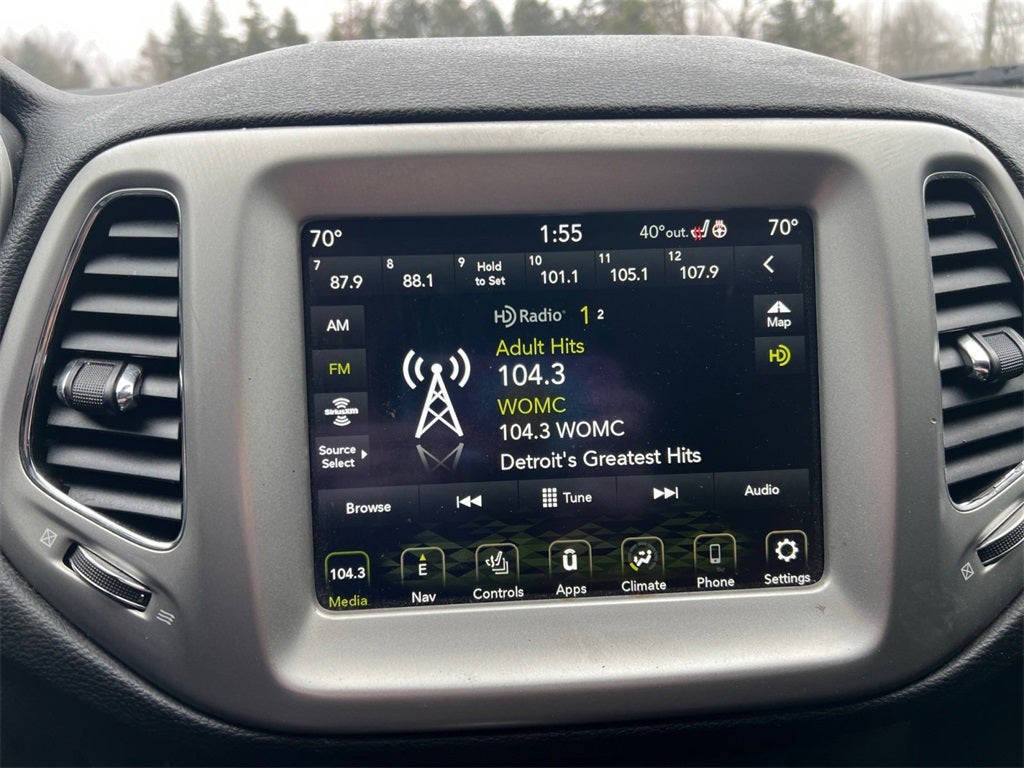 70° 1:55 40°out. 70°
7 8 9 10 11 12
87.9 88.1 Hold to Set 101.1 105.1 107.9
AM
FM
SiriusXM
Source
Select
HD Radio 1 2
Adult Hits
104.3
WOMC
104.3 WOMC
Detroit's Greatest Hits
Map
HD
Browse Tune Audio
104.3 E
Media Nav Controls Apps Climate Phone Settings